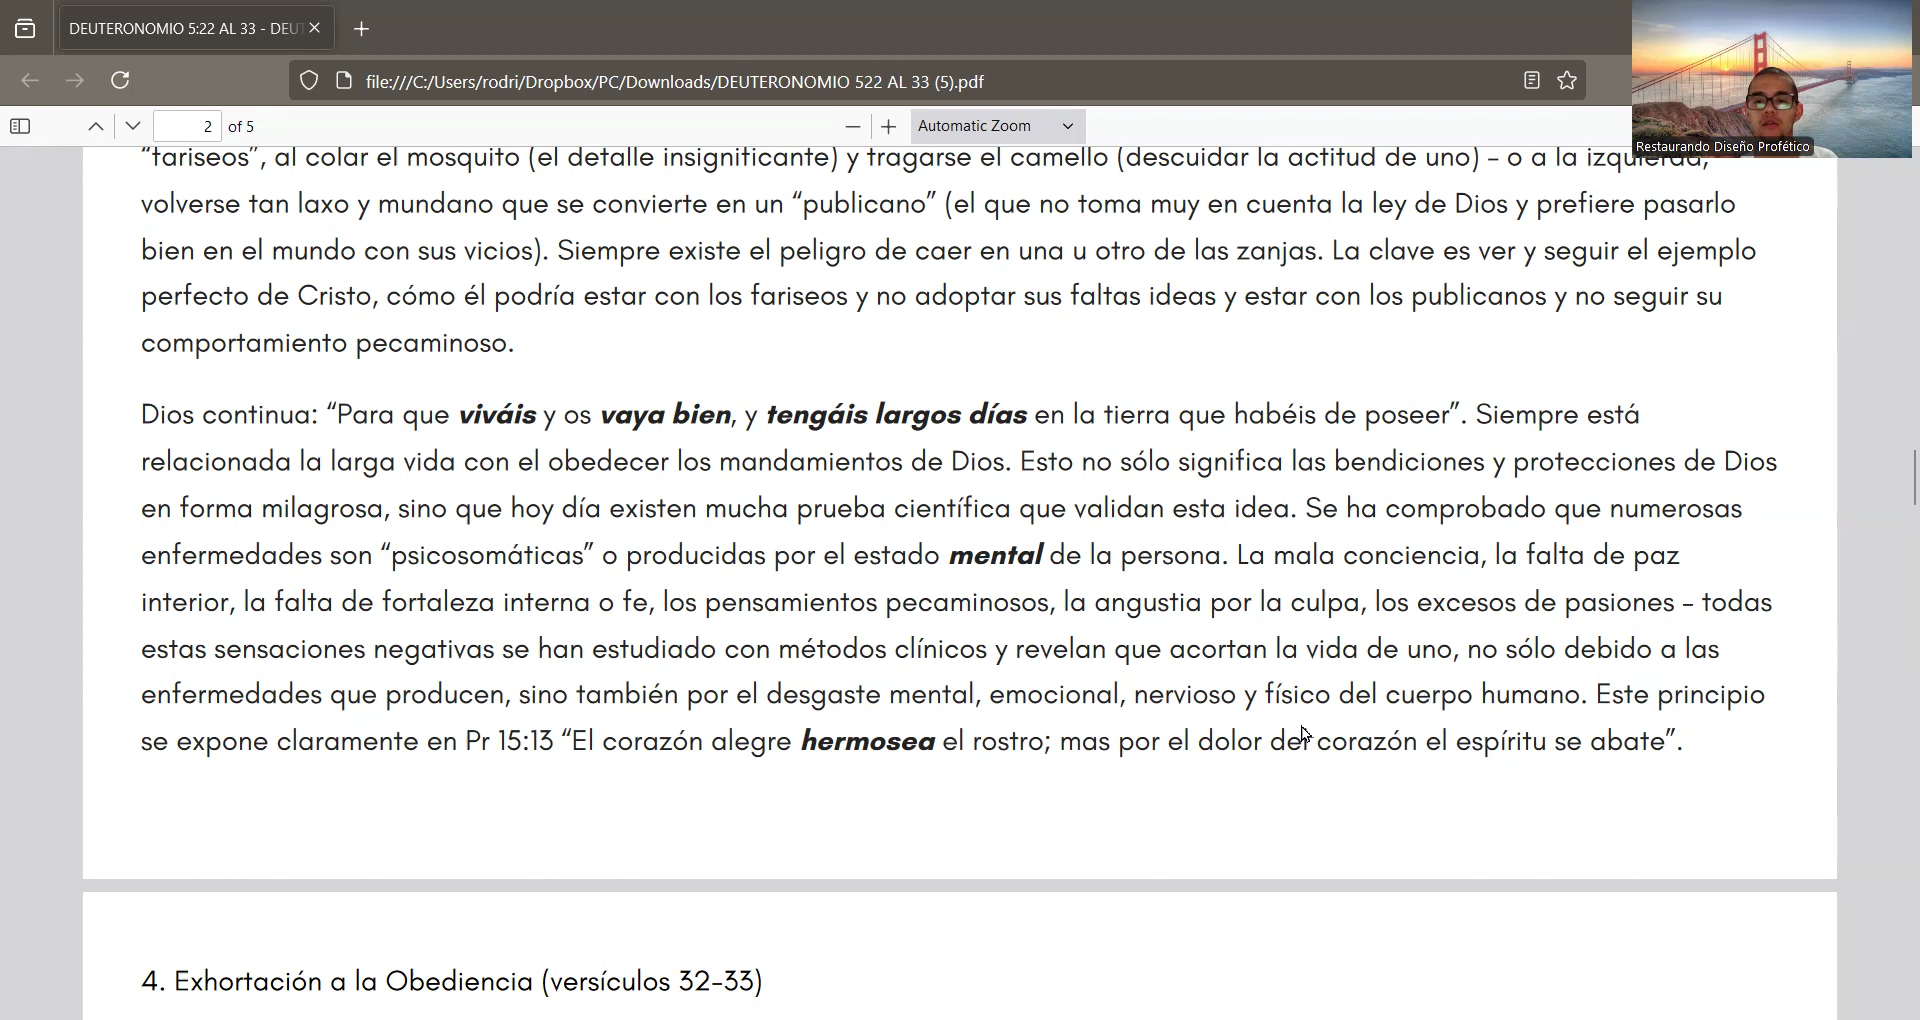 DEUTERONOMIO 5:22 AL 33 - DEUT
file:///C:/Users/rodri/Dropbox/PC/Downloads/DEUTERONOMIO 522 AL 33 (5).pdf
2 of 5
Automatic Zoom
Restaurando Diseño Profético
“fariseos”, al colar el mosquito (el detalle insignificante) y tragarse el camello (descuidar la actitud de uno) – o a la izquierda,
volverse tan laxo y mundano que se convierte en un “publicano” (el que no toma muy en cuenta la ley de Dios y prefiere pasarlo
bien en el mundo con sus vicios). Siempre existe el peligro de caer en una u otro de las zanjas. La clave es ver y seguir el ejemplo
perfecto de Cristo, cómo él podría estar con los fariseos y no adoptar sus faltas ideas y estar con los publicanos y no seguir su
comportamiento pecaminoso.
Dios continua: “Para que viváis y os vaya bien, y tengáis largos días en la tierra que habéis de poseer”. Siempre está
relacionada la larga vida con el obedecer los mandamientos de Dios. Esto no sólo significa las bendiciones y protecciones de Dios
en forma milagrosa, sino que hoy día existen mucha prueba científica que validan esta idea. Se ha comprobado que numerosas
enfermedades son “psicosomáticas” o producidas por el estado mental de la persona. La mala conciencia, la falta de paz
interior, la falta de fortaleza interna o fe, los pensamientos pecaminosos, la angustia por la culpa, los excesos de pasiones – todas
estas sensaciones negativas se han estudiado con métodos clínicos y revelan que acortan la vida de uno, no sólo debido a las
enfermedades que producen, sino también por el desgaste mental, emocional, nervioso y físico del cuerpo humano. Este principio
se expone claramente en Pr 15:13 “El corazón alegre hermosea el rostro; mas por el dolor del corazón el espíritu se abate”.
4. Exhortación a la Obediencia (versículos 32-33)